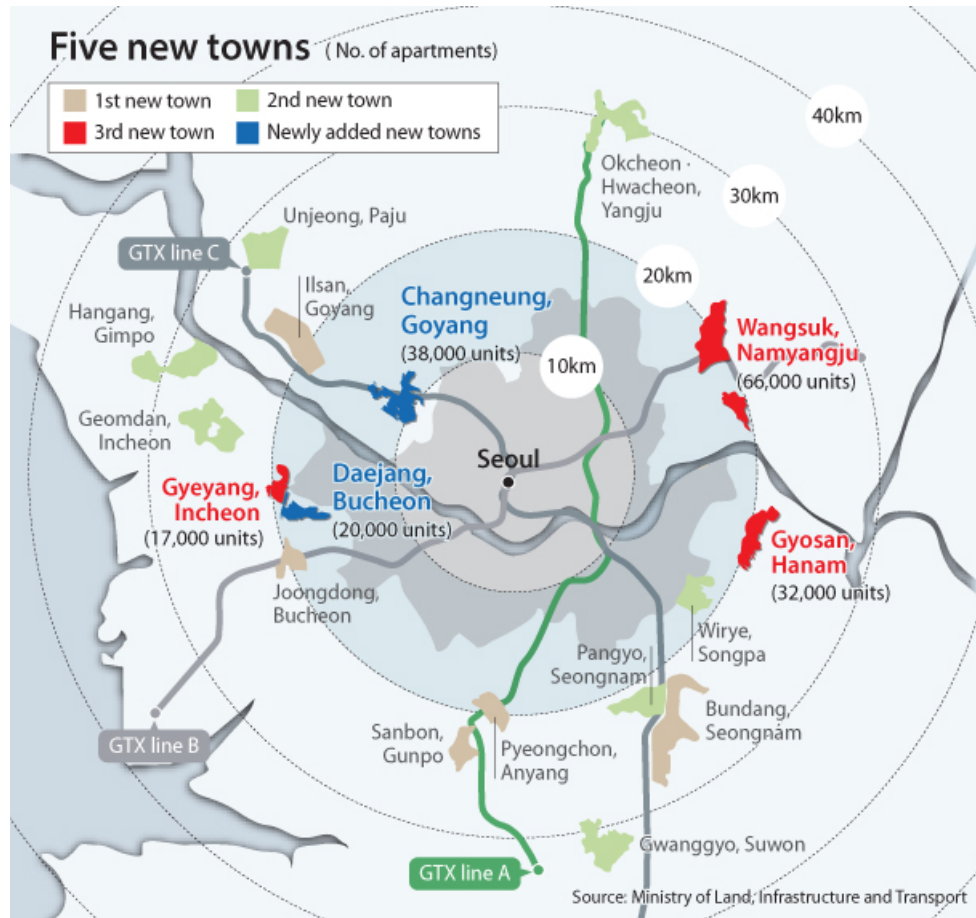 Five new towns ( No. of apartments)
1st new town
2nd new town
3rd new town
Newly added new towns
40km
30km
20km
10km
Okcheon ·
Hwacheon,
Yangju
Unjeong, Paju
GTX line C
Ilsan,
Goyang
Changneung,
Goyang
(38,000 units)
Hangang,
Gimpo
Wangsuk,
Namyangju
(66,000 units)
Geomdan,
Incheon
Seoul
Gyeyang,
Incheon
(17,000 units)
Daejang,
Bucheon
(20,000 units)
Gyosan,
Hanam
(32,000 units)
Joongdong,
Bucheon
Wirye,
Songpa
Pangyo,
Seongnam
Bundang,
Seongnam
GTX line B
Sanbon,
Gunpo
Pyeongchon,
Anyang
Gwanggyo, Suwon
GTX line A
Source: Ministry of Land, Infrastructure and Transport